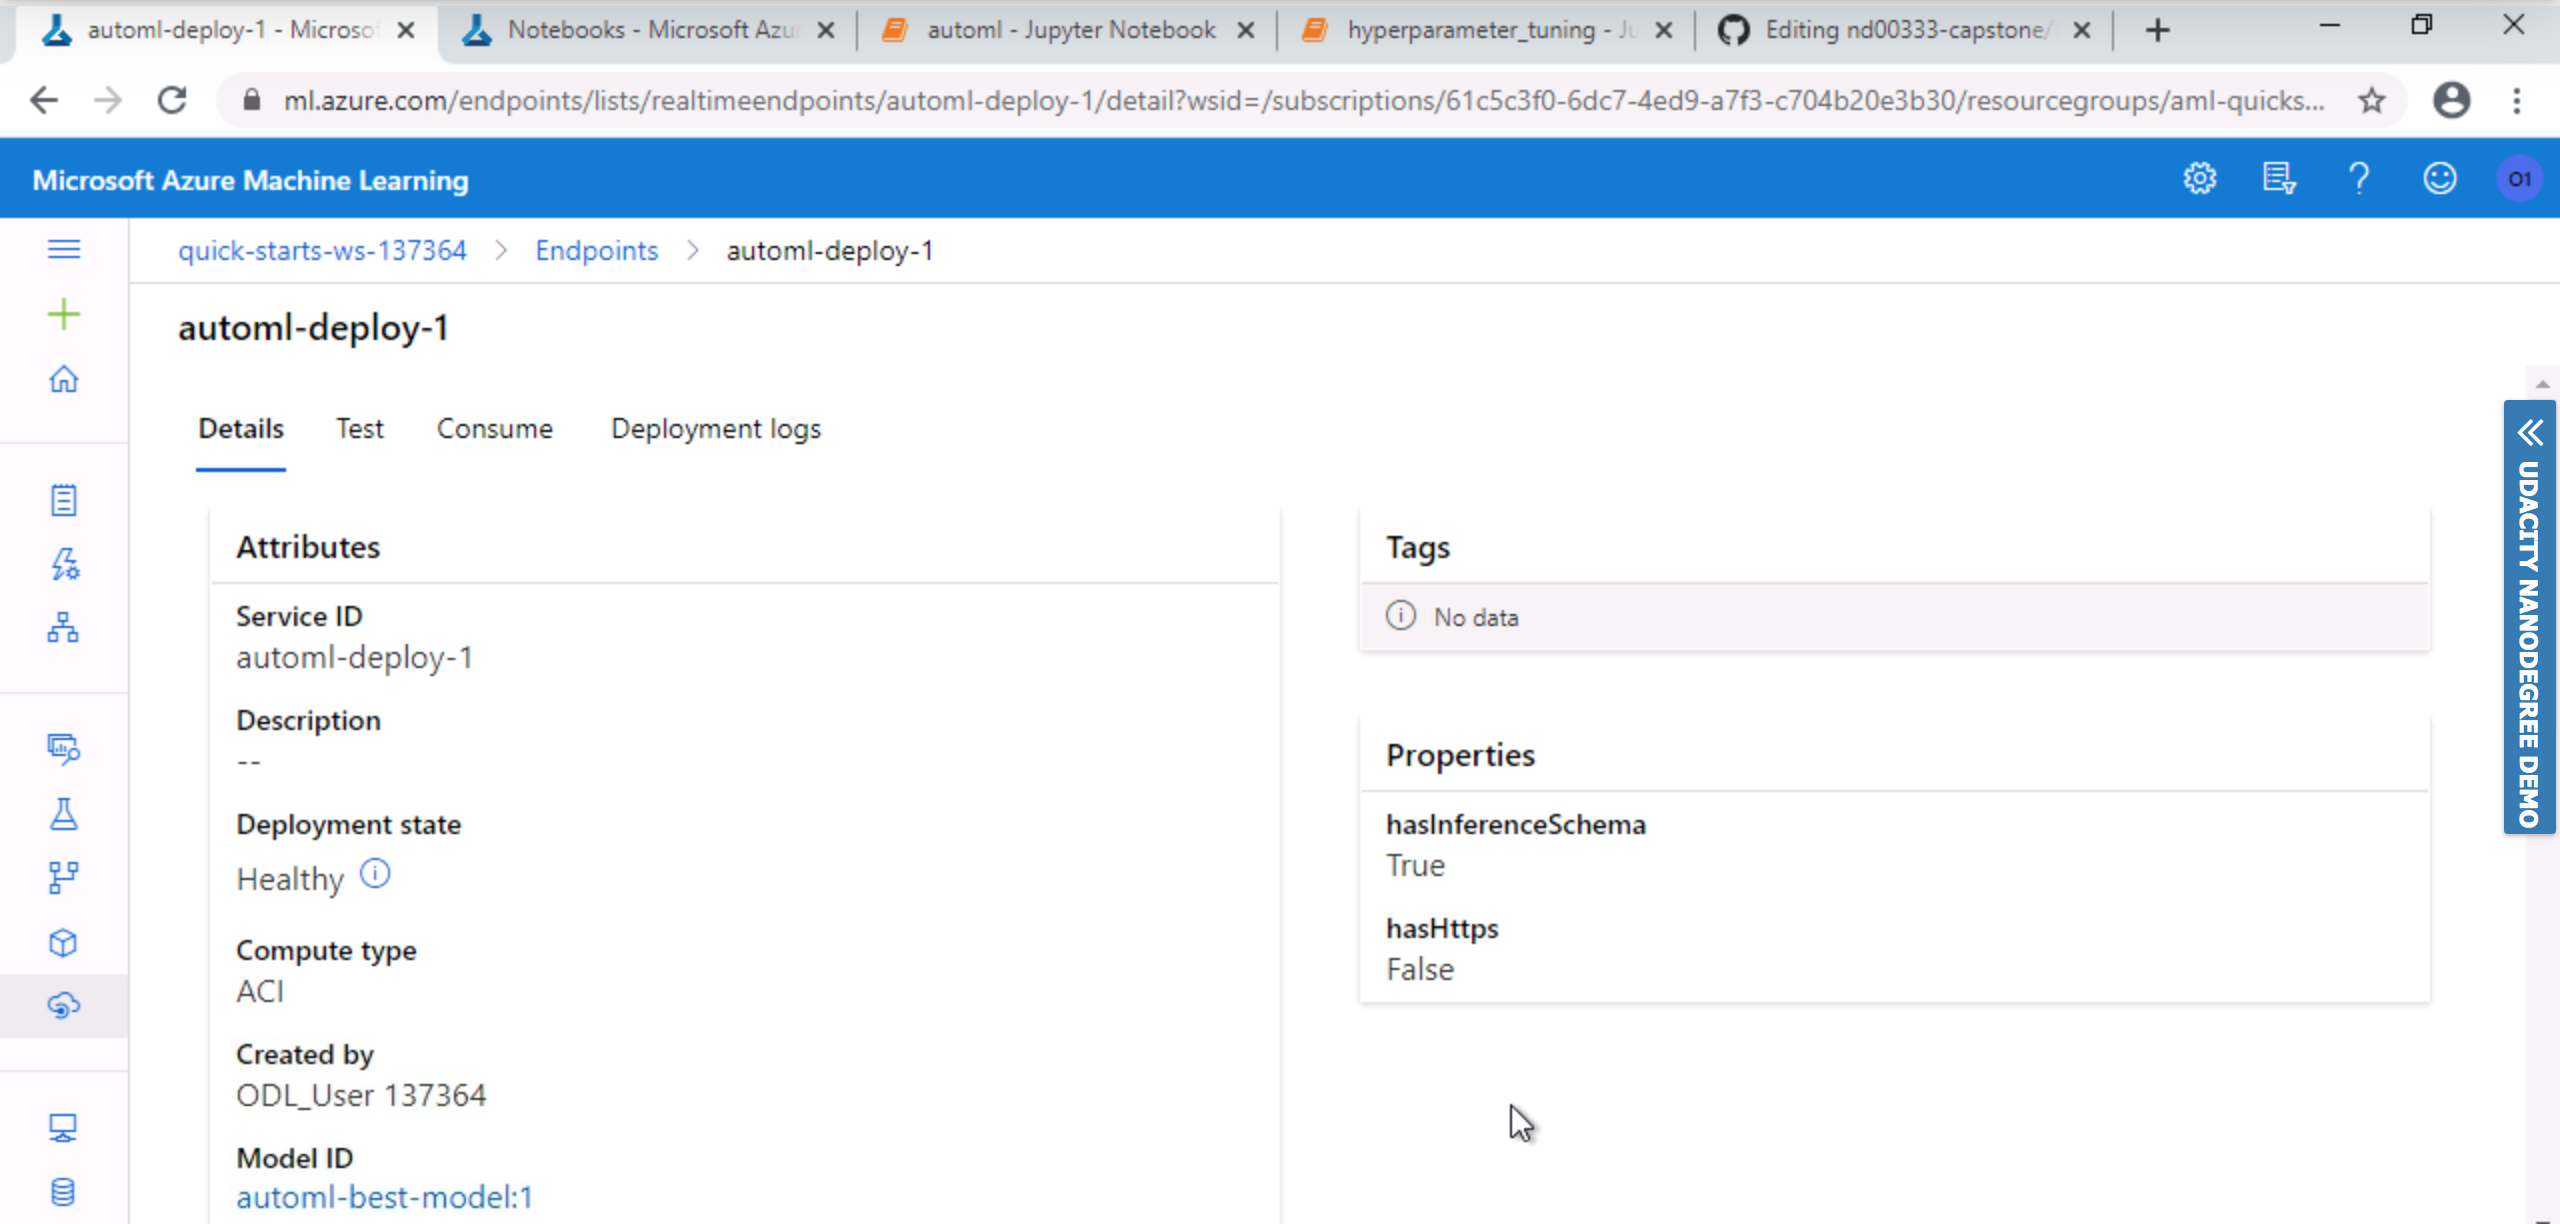 automl-deploy-1 - Microsof
Notebooks - Microsoft Azu
automl - Jupyter Notebook
hyperparameter_tuning - Ju
Editing nd00333-capstone/
ml.azure.com/endpoints/lists/realtimeendpoints/automl-deploy-1/detail?wsid=/subscriptions/61c5c3f0-6dc7-4ed9-a7f3-c704b20e3b30/resourcegroups/aml-quicks...
Microsoft Azure Machine Learning
O1
quick-starts-ws-137364 > Endpoints > automl-deploy-1
automl-deploy-1
Details
Test
Consume
Deployment logs
Attributes
Service ID
automl-deploy-1
Description
--
Deployment state
Healthy
Compute type
ACI
Created by
ODL_User 137364
Model ID
automl-best-model:1
Tags
No data
Properties
hasInferenceSchema
True
hasHttps
False
UDACITY NANODEGREE DEMO